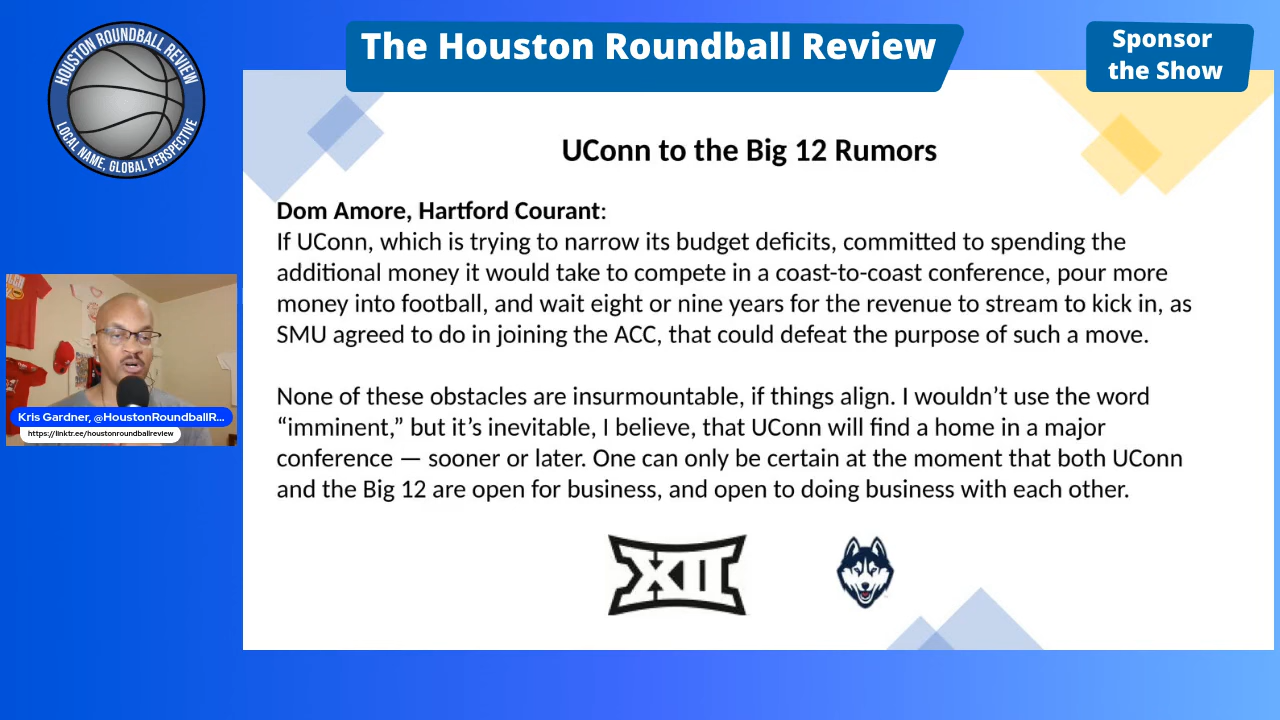 HOUSTON ROUNDBALL REVIEW
LOCAL NAME, GLOBAL PERSPECTIVE
The Houston Roundball Review
Sponsor
the Show
UConn to the Big 12 Rumors
Dom Amore, Hartford Courant:
If UConn, which is trying to narrow its budget deficits, committed to spending the
additional money it would take to compete in a coast-to-coast conference, pour more
money into football, and wait eight or nine years for the revenue to stream to kick in, as
SMU agreed to do in joining the ACC, that could defeat the purpose of such a move.
None of these obstacles are insurmountable, if things align. I wouldn’t use the word
“imminent,” but it’s inevitable, I believe, that UConn will find a home in a major
conference — sooner or later. One can only be certain at the moment that both UConn
and the Big 12 are open for business, and open to doing business with each other.
XII
Kris Gardner, @HoustonRoundballR...
https://linktr.ee/houstonroundballreview